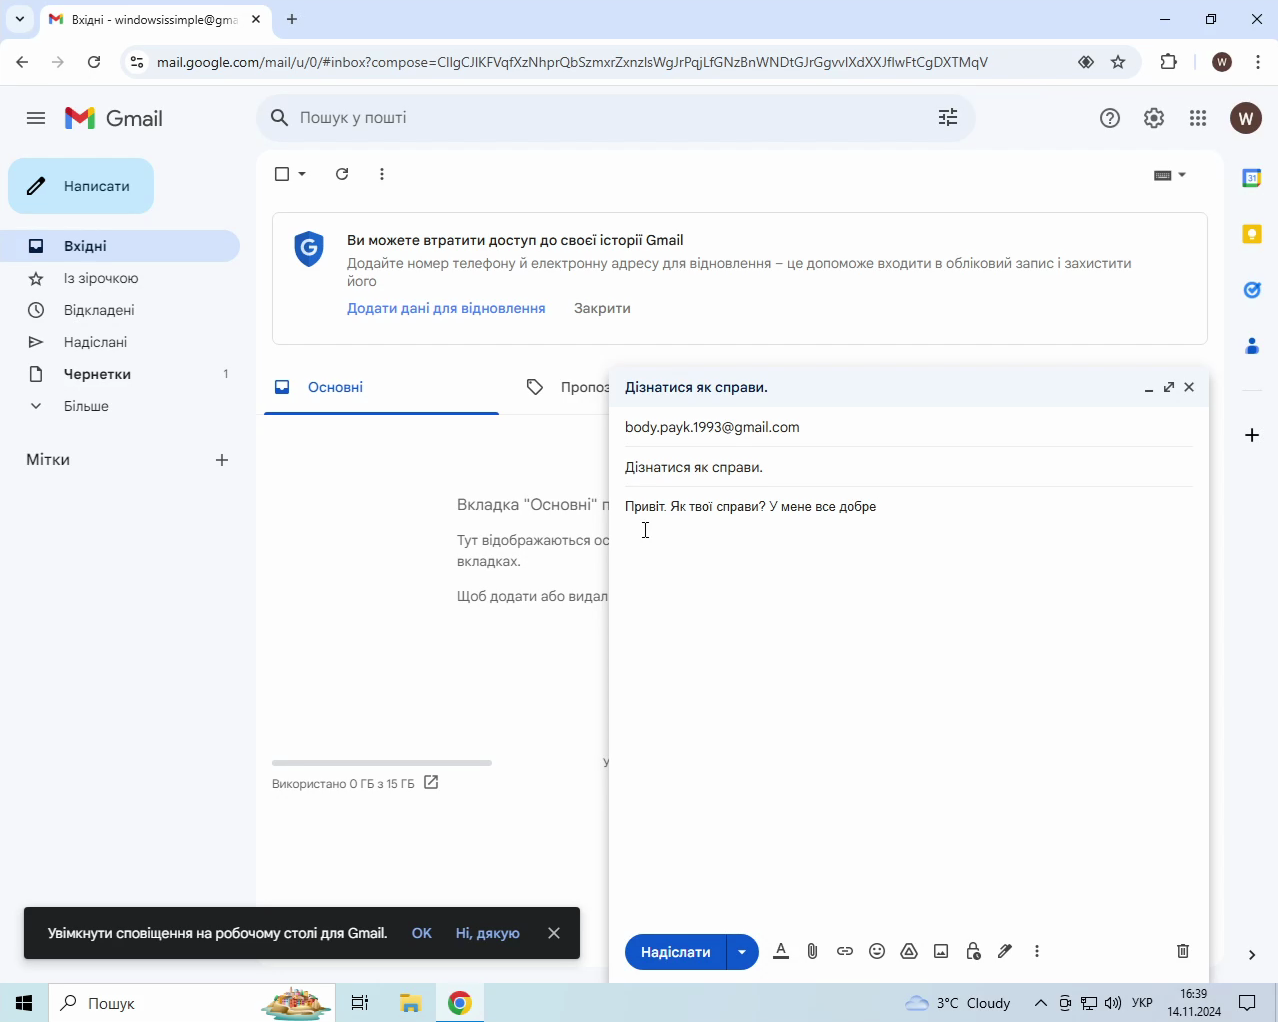 Вхідні - windowsissimple@gma
mail.google.com/mail/u/0/#inbox?compose=
W
Gmail
Пошук у пошті
W
Написати
31
Ви можете втратити доступ до своєї історії Gmail
G
Додайте номер телефону й електронну адресу для відновлення – це допоможе входити в обліковий запис і захистити
його
Додати дані для відновлення Закрити
Вхідні
Із зірочкою
Відкладені
Надіслані
Чернетки 1
Більше
Мітки
Основні
Пропоз
Дізнатися як справи.
body.payk.1993@gmail.com
Дізнатися як справи.
Привіт. Як твої справи? У мене все добре
Вкладка "Основні" п
Тут відображаються ос
вкладках.
Щоб додати або видал
У
Використано 0 ГБ з 15 ГБ
Увімкнути сповіщення на робочому столі для Gmail. OK Ні, дякую
Надіслати
Пошук
3°C Cloudy
УКР
16:39
14.11.2024